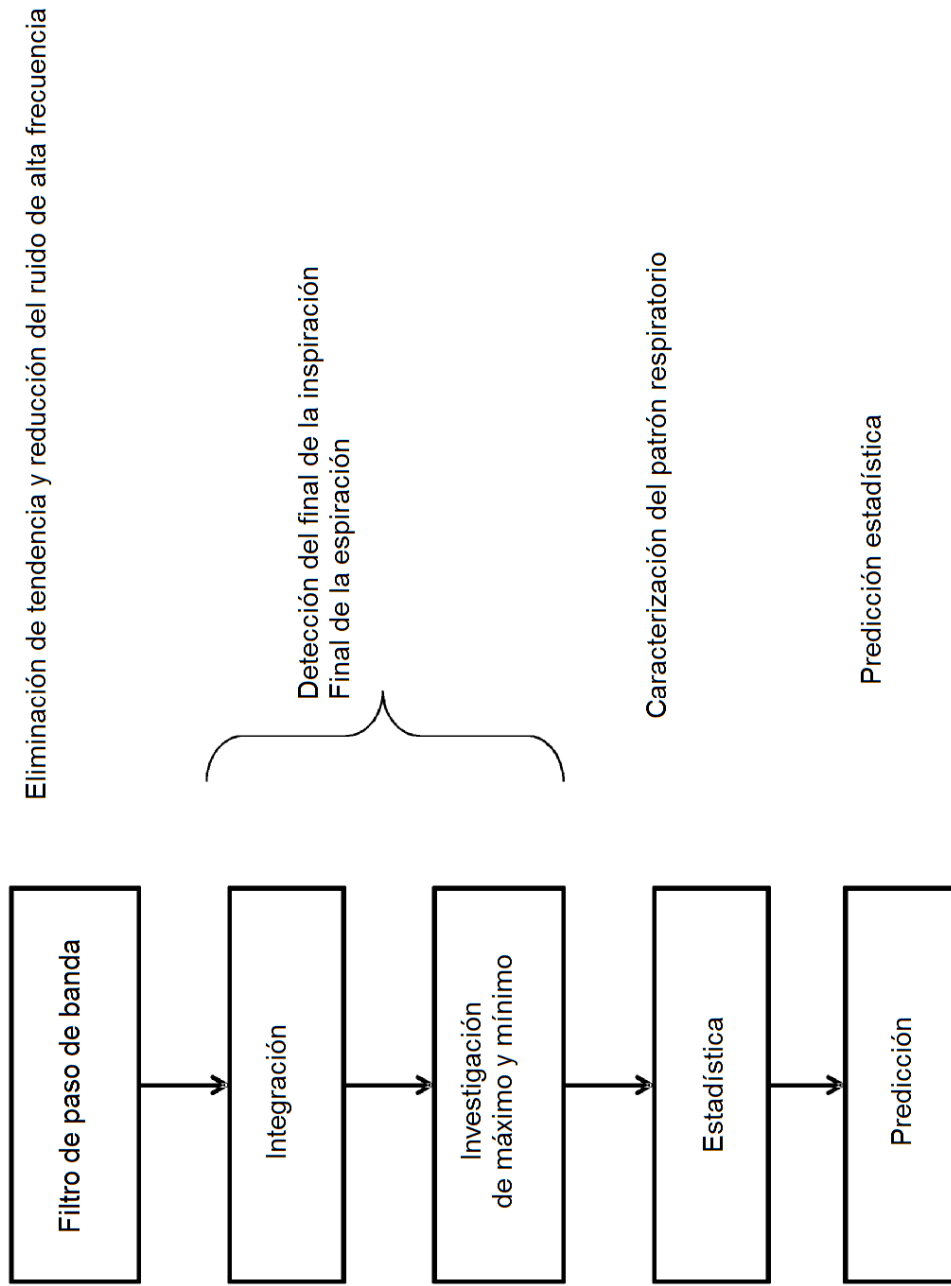 Filtro de paso de banda
Eliminación de tendencia y reducción del ruido de alta frecuencia
Integración
Investigación
de máximo y mínimo
Detección del final de la inspiración
Final de la espiración
Estadística
Caracterización del patrón respiratorio
Predicción
Predicción estadística